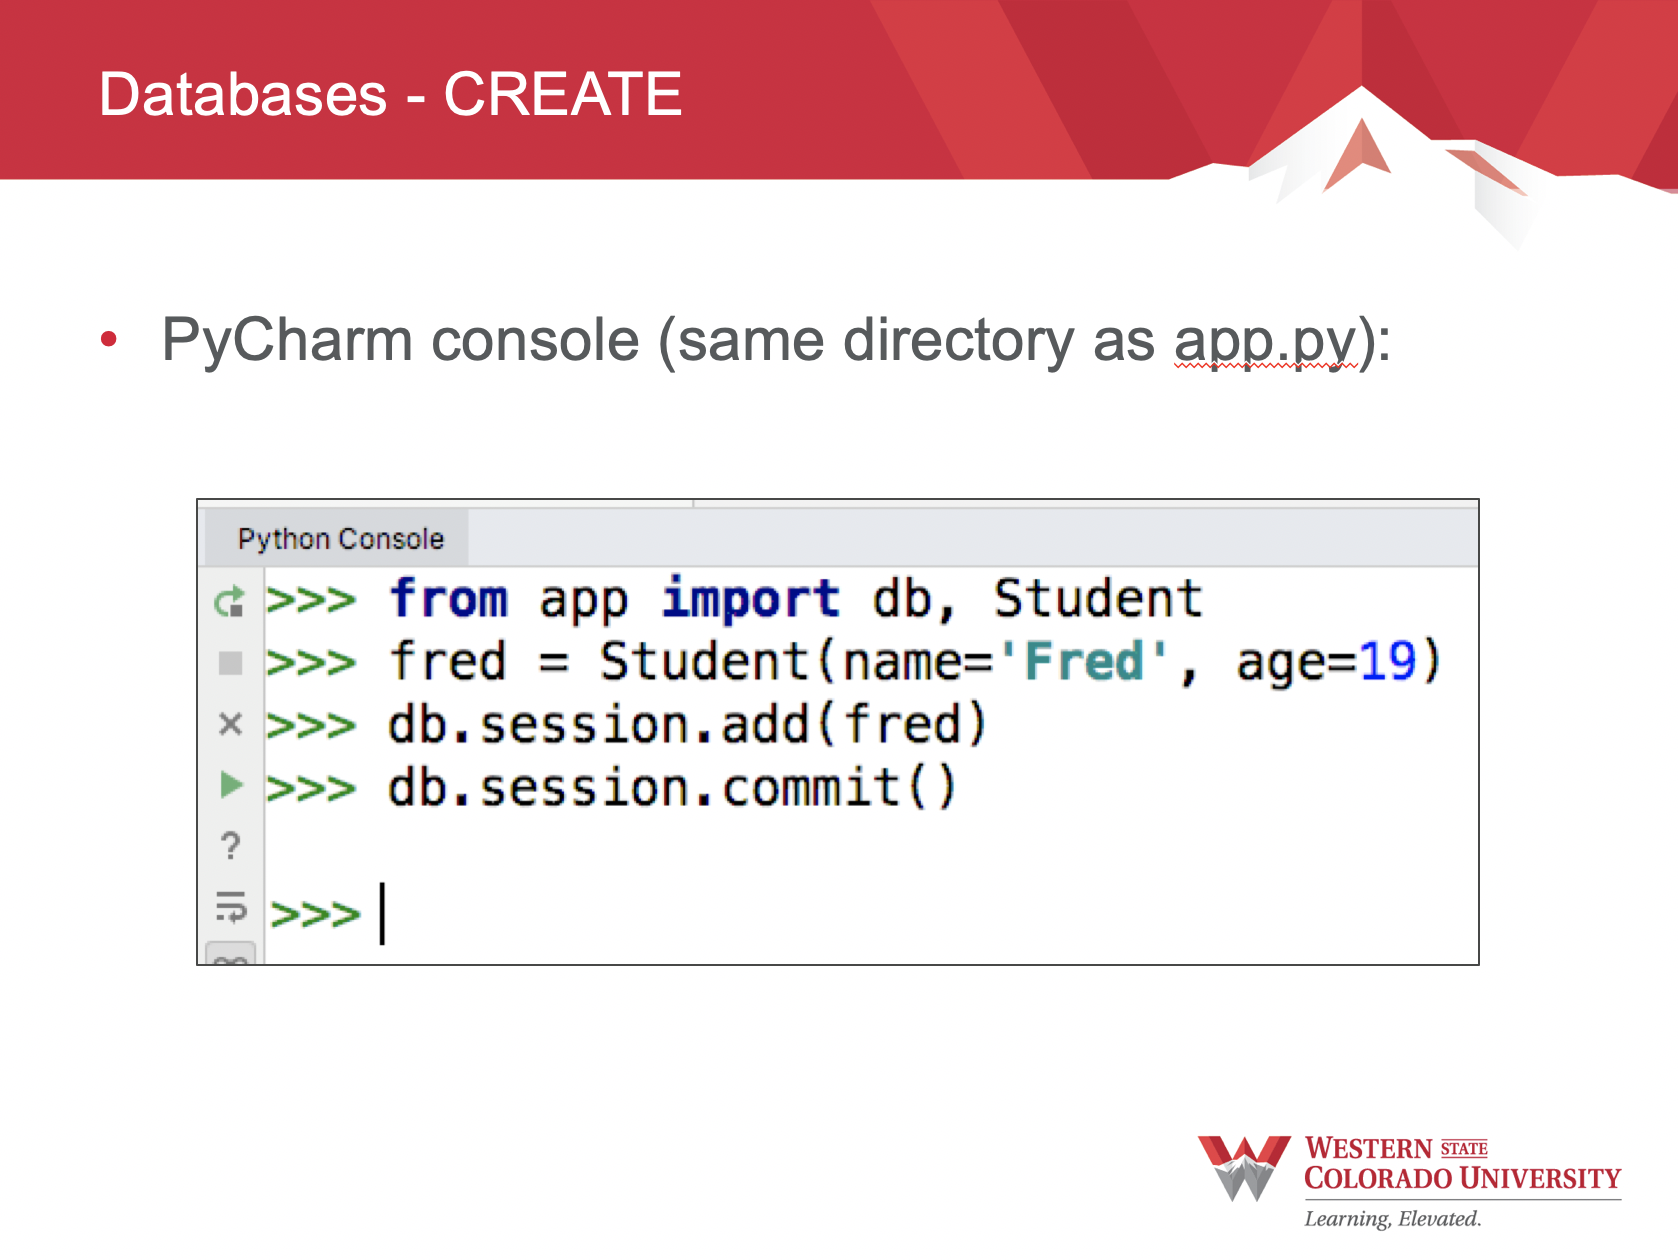 Databases - CREATE
• PyCharm console (same directory as app.py):
Python Console
>>> from app import db, Student
>>> fred = Student(name='Fred', age=19)
>>> db.session.add(fred)
>>> db.session.commit()
>>>
WESTERN STATE
COLORADO UNIVERSITY
Learning, Elevated.